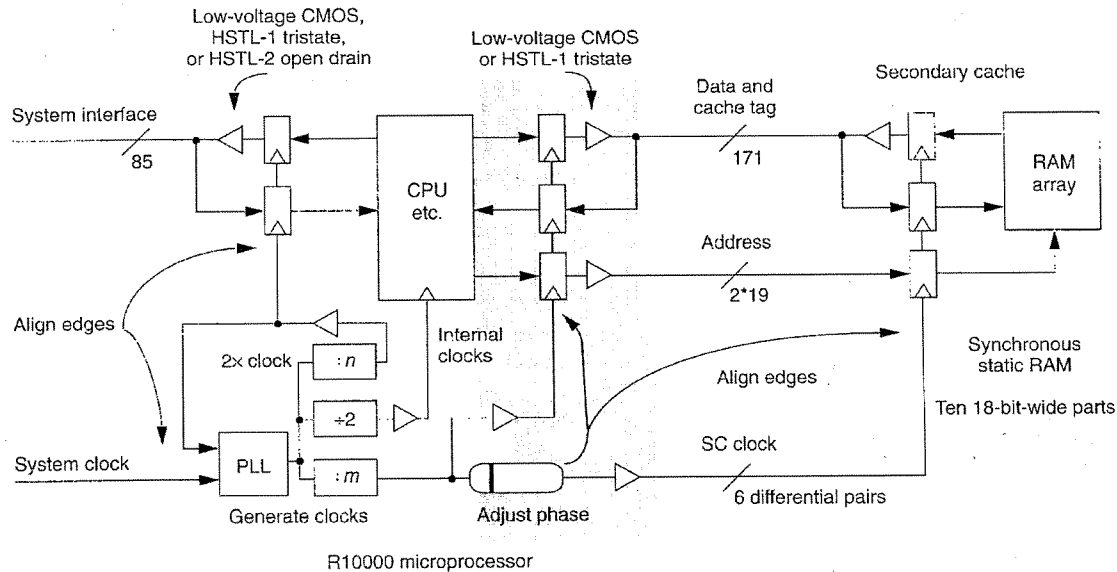 Low-voltage CMOS,
HSTL-1 tristate,
or HSTL-2 open drain
Low-voltage CMOS
or HSTL-1 tristate
Secondary cache
System interface
85
Data and
cache tag
171
CPU
etc.
RAM
array
Address
2*19
Align edges
2× clock
: n
Internal
clocks
÷2
Align edges
Synchronous
static RAM
Ten 18-bit-wide parts
System clock
PLL
: m
SC clock
6 differential pairs
Generate clocks
Adjust phase
R10000 microprocessor